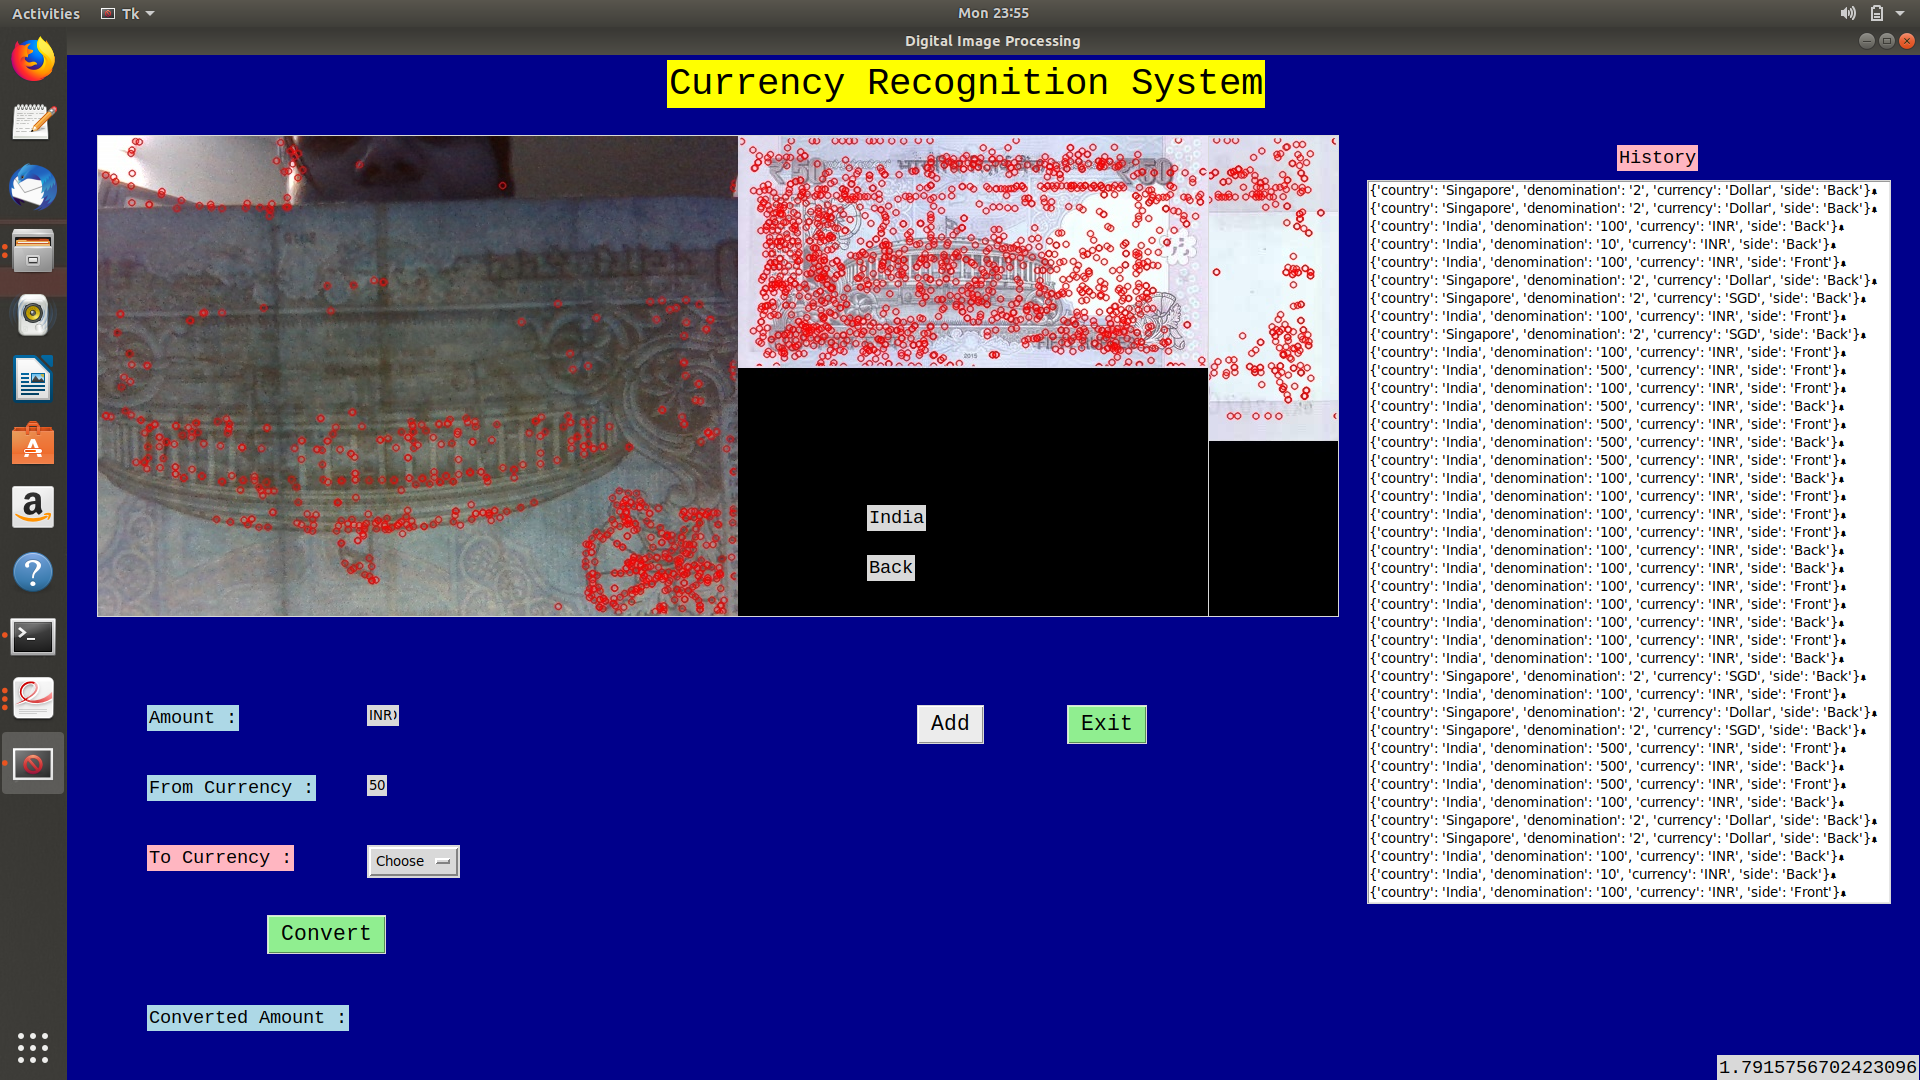 Activities
Tk
Mon 23:55
Digital Image Processing
Currency Recognition System
History
{'country': 'Singapore', 'denomination': '2', 'currency': 'Dollar', 'side': 'Back'}
{'country': 'Singapore', 'denomination': '2', 'currency': 'Dollar', 'side': 'Back'}
{'country': 'India', 'denomination': '100', 'currency': 'INR', 'side': 'Back'}
{'country': 'India', 'denomination': '10', 'currency': 'INR', 'side': 'Back'}
{'country': 'India', 'denomination': '100', 'currency': 'INR', 'side': 'Front'}
{'country': 'Singapore', 'denomination': '2', 'currency': 'Dollar', 'side': 'Back'}
{'country': 'Singapore', 'denomination': '2', 'currency': 'SGD', 'side': 'Back'}
{'country': 'India', 'denomination': '100', 'currency': 'INR', 'side': 'Front'}
{'country': 'Singapore', 'denomination': '2', 'currency': 'SGD', 'side': 'Back'}
{'country': 'India', 'denomination': '100', 'currency': 'INR', 'side': 'Front'}
{'country': 'India', 'denomination': '500', 'currency': 'INR', 'side': 'Front'}
{'country': 'India', 'denomination': '100', 'currency': 'INR', 'side': 'Front'}
{'country': 'India', 'denomination': '500', 'currency': 'INR', 'side': 'Back'}
{'country': 'India', 'denomination': '500', 'currency': 'INR', 'side': 'Front'}
{'country': 'India', 'denomination': '500', 'currency': 'INR', 'side': 'Back'}
{'country': 'India', 'denomination': '500', 'currency': 'INR', 'side': 'Front'}
{'country': 'India', 'denomination': '100', 'currency': 'INR', 'side': 'Back'}
{'country': 'India', 'denomination': '100', 'currency': 'INR', 'side': 'Front'}
{'country': 'India', 'denomination': '100', 'currency': 'INR', 'side': 'Front'}
{'country': 'India', 'denomination': '100', 'currency': 'INR', 'side': 'Front'}
{'country': 'India', 'denomination': '100', 'currency': 'INR', 'side': 'Back'}
{'country': 'India', 'denomination': '100', 'currency': 'INR', 'side': 'Back'}
{'country': 'India', 'denomination': '100', 'currency': 'INR', 'side': 'Front'}
{'country': 'India', 'denomination': '100', 'currency': 'INR', 'side': 'Front'}
{'country': 'India', 'denomination': '100', 'currency': 'INR', 'side': 'Back'}
{'country': 'India', 'denomination': '100', 'currency': 'INR', 'side': 'Front'}
{'country': 'India', 'denomination': '100', 'currency': 'INR', 'side': 'Back'}
{'country': 'Singapore', 'denomination': '2', 'currency': 'SGD', 'side': 'Back'}
{'country': 'India', 'denomination': '100', 'currency': 'INR', 'side': 'Front'}
{'country': 'Singapore', 'denomination': '2', 'currency': 'Dollar', 'side': 'Back'}
{'country': 'Singapore', 'denomination': '2', 'currency': 'SGD', 'side': 'Back'}
{'country': 'India', 'denomination': '500', 'currency': 'INR', 'side': 'Front'}
{'country': 'India', 'denomination': '500', 'currency': 'INR', 'side': 'Back'}
{'country': 'India', 'denomination': '500', 'currency': 'INR', 'side': 'Front'}
{'country': 'India', 'denomination': '100', 'currency': 'INR', 'side': 'Back'}
{'country': 'Singapore', 'denomination': '2', 'currency': 'Dollar', 'side': 'Back'}
{'country': 'Singapore', 'denomination': '2', 'currency': 'Dollar', 'side': 'Back'}
{'country': 'India', 'denomination': '100', 'currency': 'INR', 'side': 'Back'}
{'country': 'India', 'denomination': '10', 'currency': 'INR', 'side': 'Back'}
{'country': 'India', 'denomination': '100', 'currency': 'INR', 'side': 'Front'}
2015
India
Back
Amount :
INR)
Add
Exit
From Currency :
50
To Currency :
Choose
Convert
Converted Amount :
1.7915756702423096